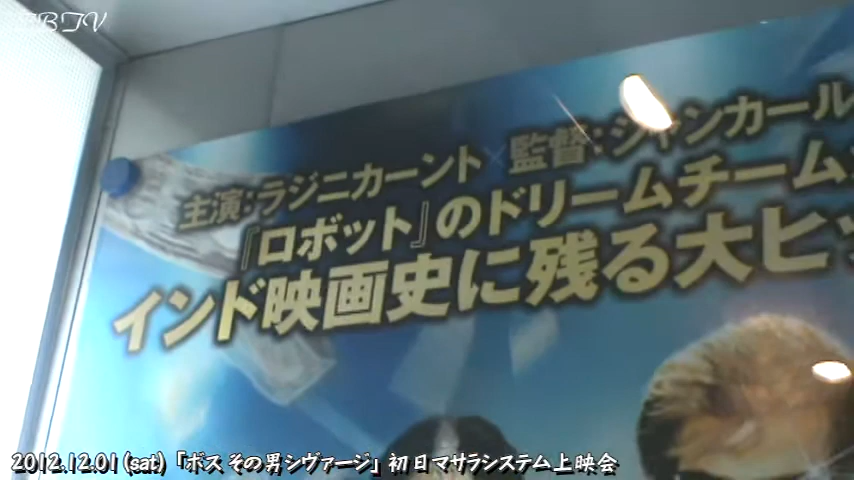 主演:ラジニカーント×監督:シャンカール
『ロボット』のドリームチーム
インド映画史に残る大ヒッ
2012.12.01(sat)「ボス その男シヴァージ」初日マサラシステム上映会